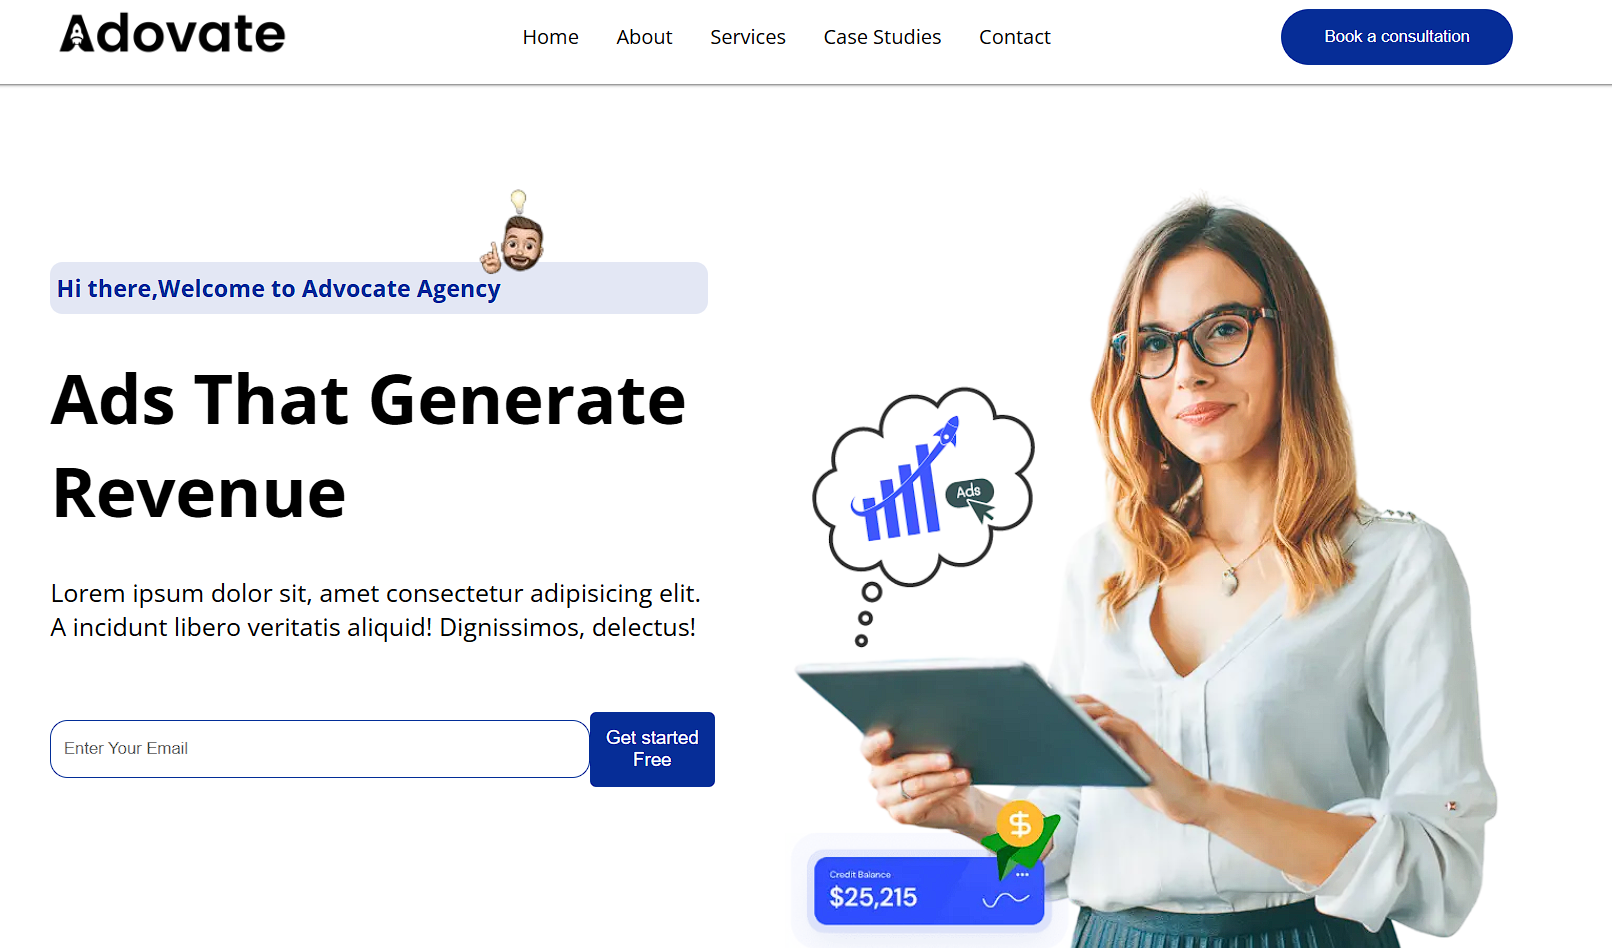 Adovate
Home About Services Case Studies Contact
Book a consultation
Hi there,Welcome to Advocate Agency
Ads That Generate
Revenue
Lorem ipsum dolor sit, amet consectetur adipisicing elit.
A incidunt libero veritatis aliquid! Dignissimos, delectus!
Enter Your Email
Get started
Free
Ads
Credit Balance
$25,215
$